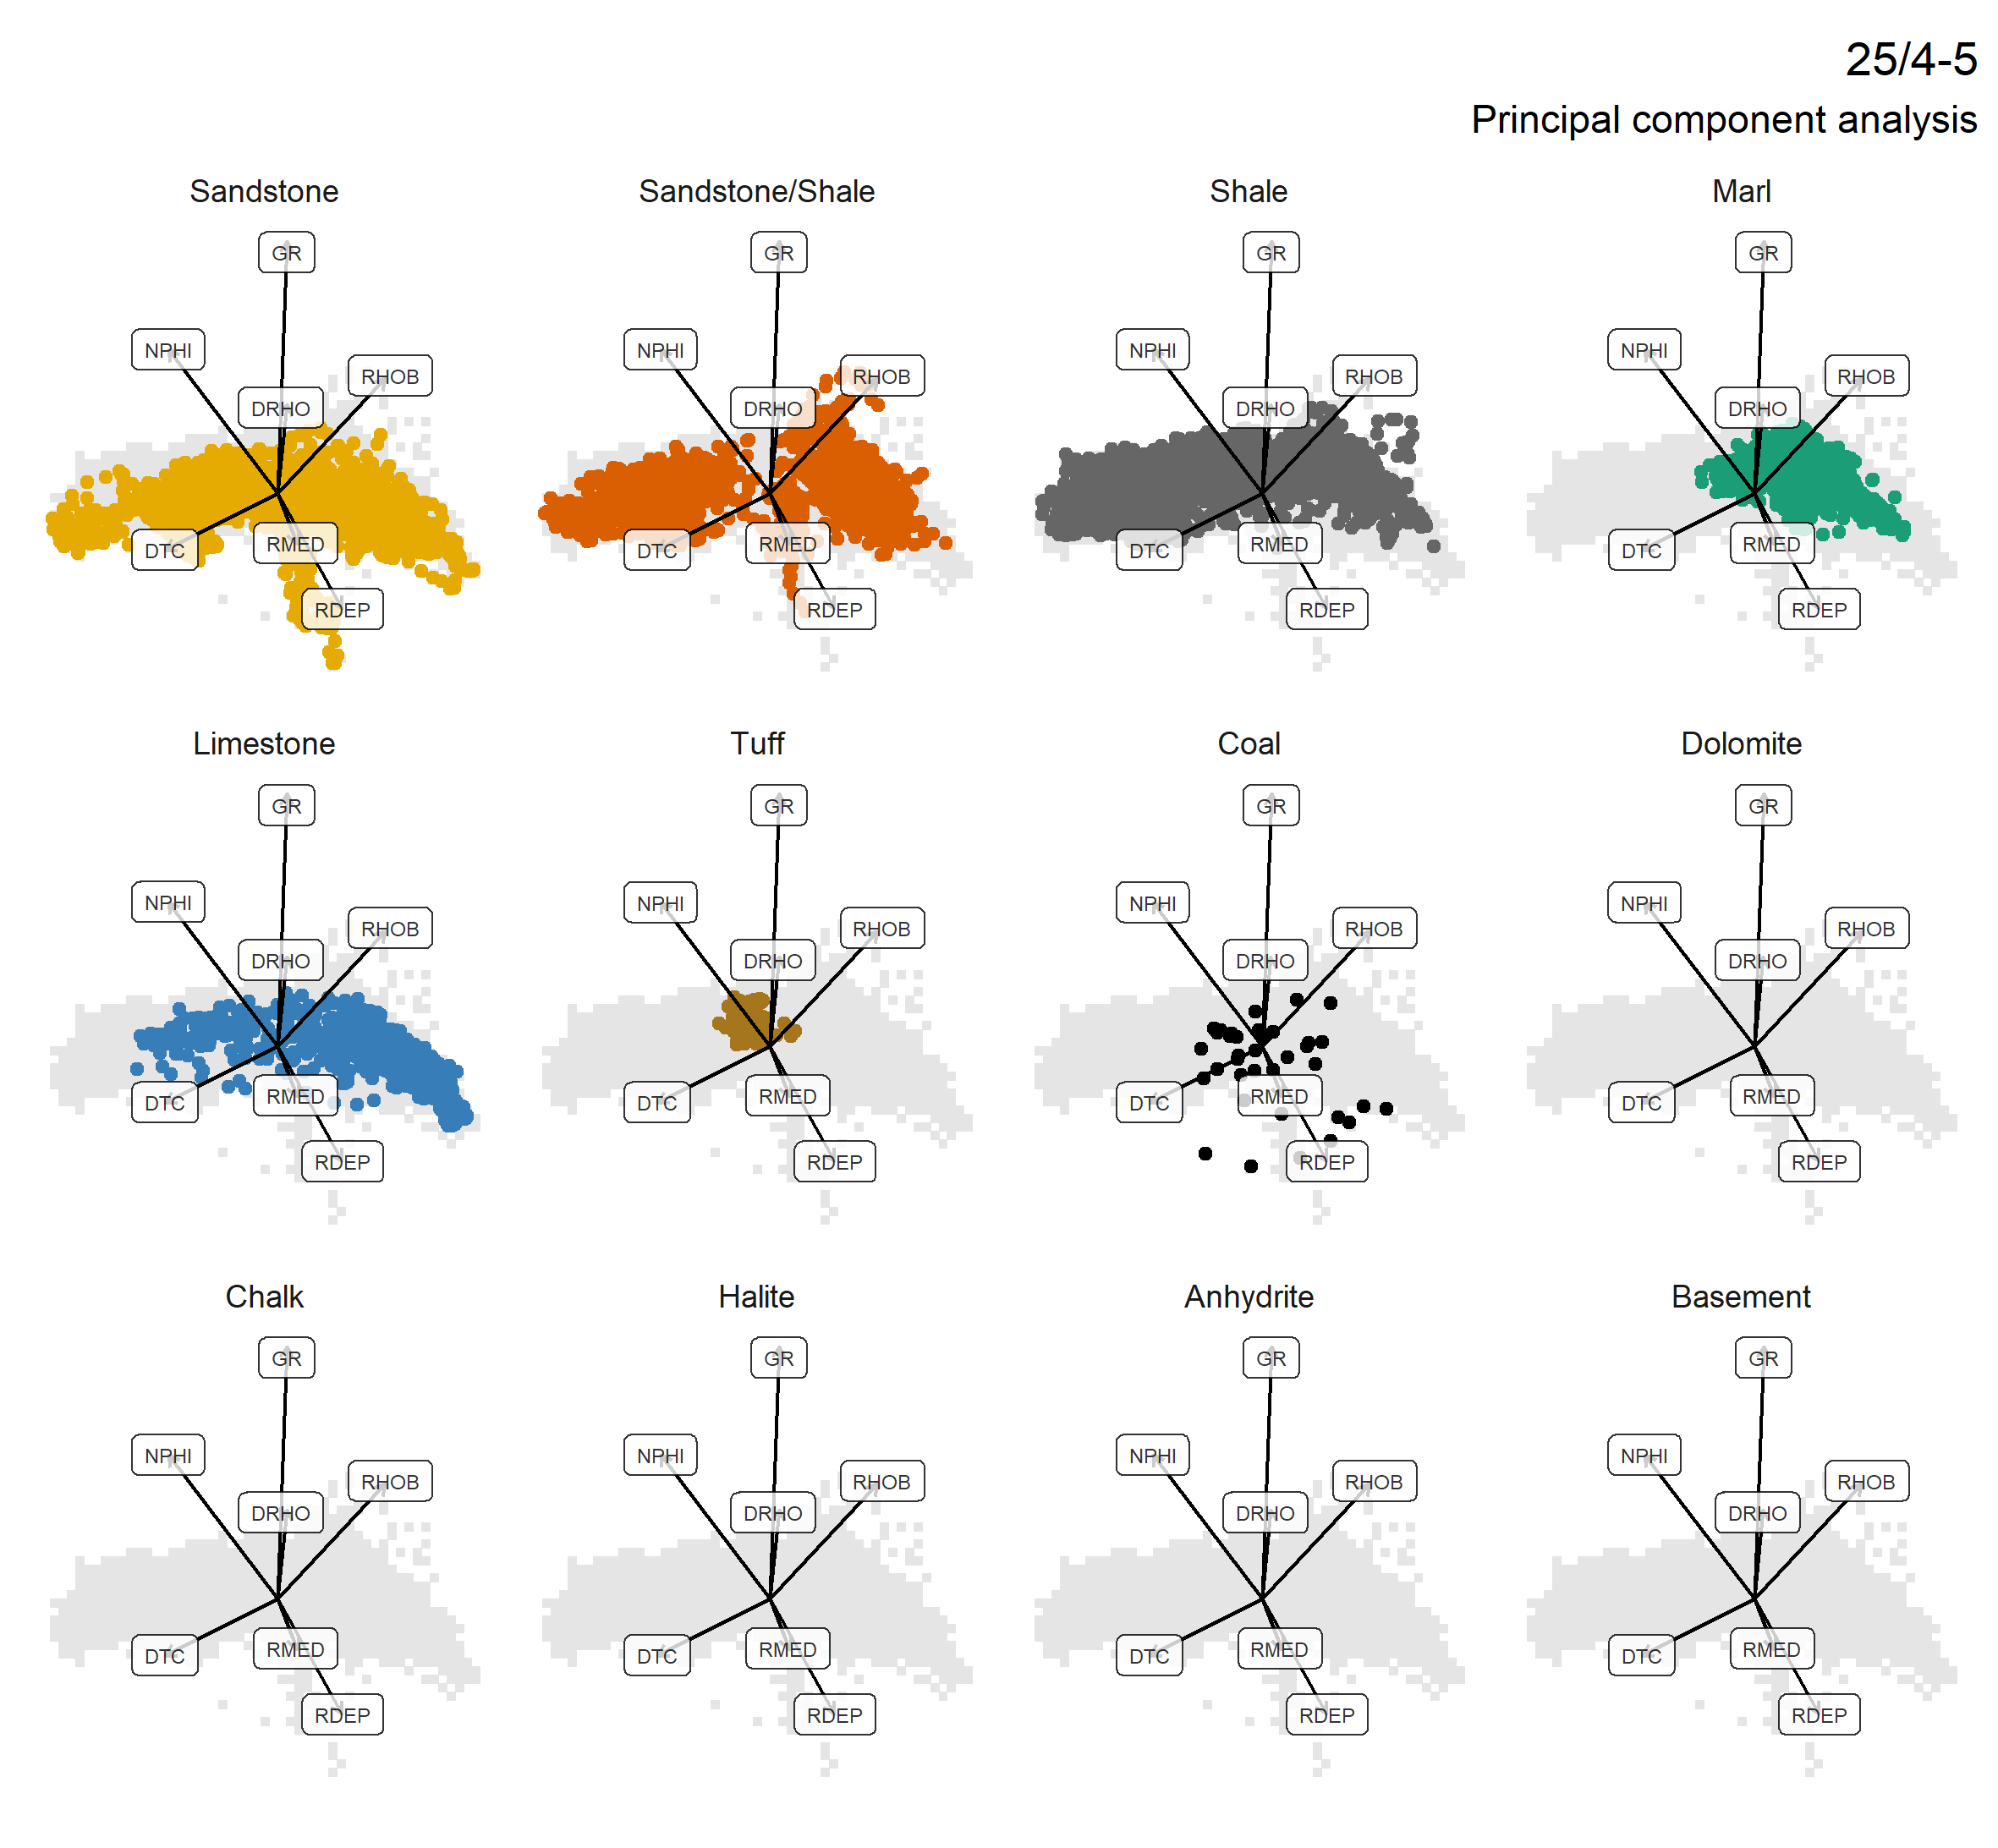 25/4-5
Principal component analysis
Sandstone
GR
NPHI
RHOB
DRHO
DTC
RMED
RDEP
Sandstone/Shale
GR
NPHI
RHOB
DRHO
DTC
RMED
RDEP
Shale
GR
NPHI
RHOB
DRHO
DTC
RMED
RDEP
Marl
GR
NPHI
RHOB
DRHO
DTC
RMED
RDEP
Limestone
GR
NPHI
RHOB
DRHO
DTC
RMED
RDEP
Tuff
GR
NPHI
RHOB
DRHO
DTC
RMED
RDEP
Coal
GR
NPHI
RHOB
DRHO
DTC
RMED
RDEP
Dolomite
GR
NPHI
RHOB
DRHO
DTC
RMED
RDEP
Chalk
GR
NPHI
RHOB
DRHO
DTC
RMED
RDEP
Halite
GR
NPHI
RHOB
DRHO
DTC
RMED
RDEP
Anhydrite
GR
NPHI
RHOB
DRHO
DTC
RMED
RDEP
Basement
GR
NPHI
RHOB
DRHO
DTC
RMED
RDEP